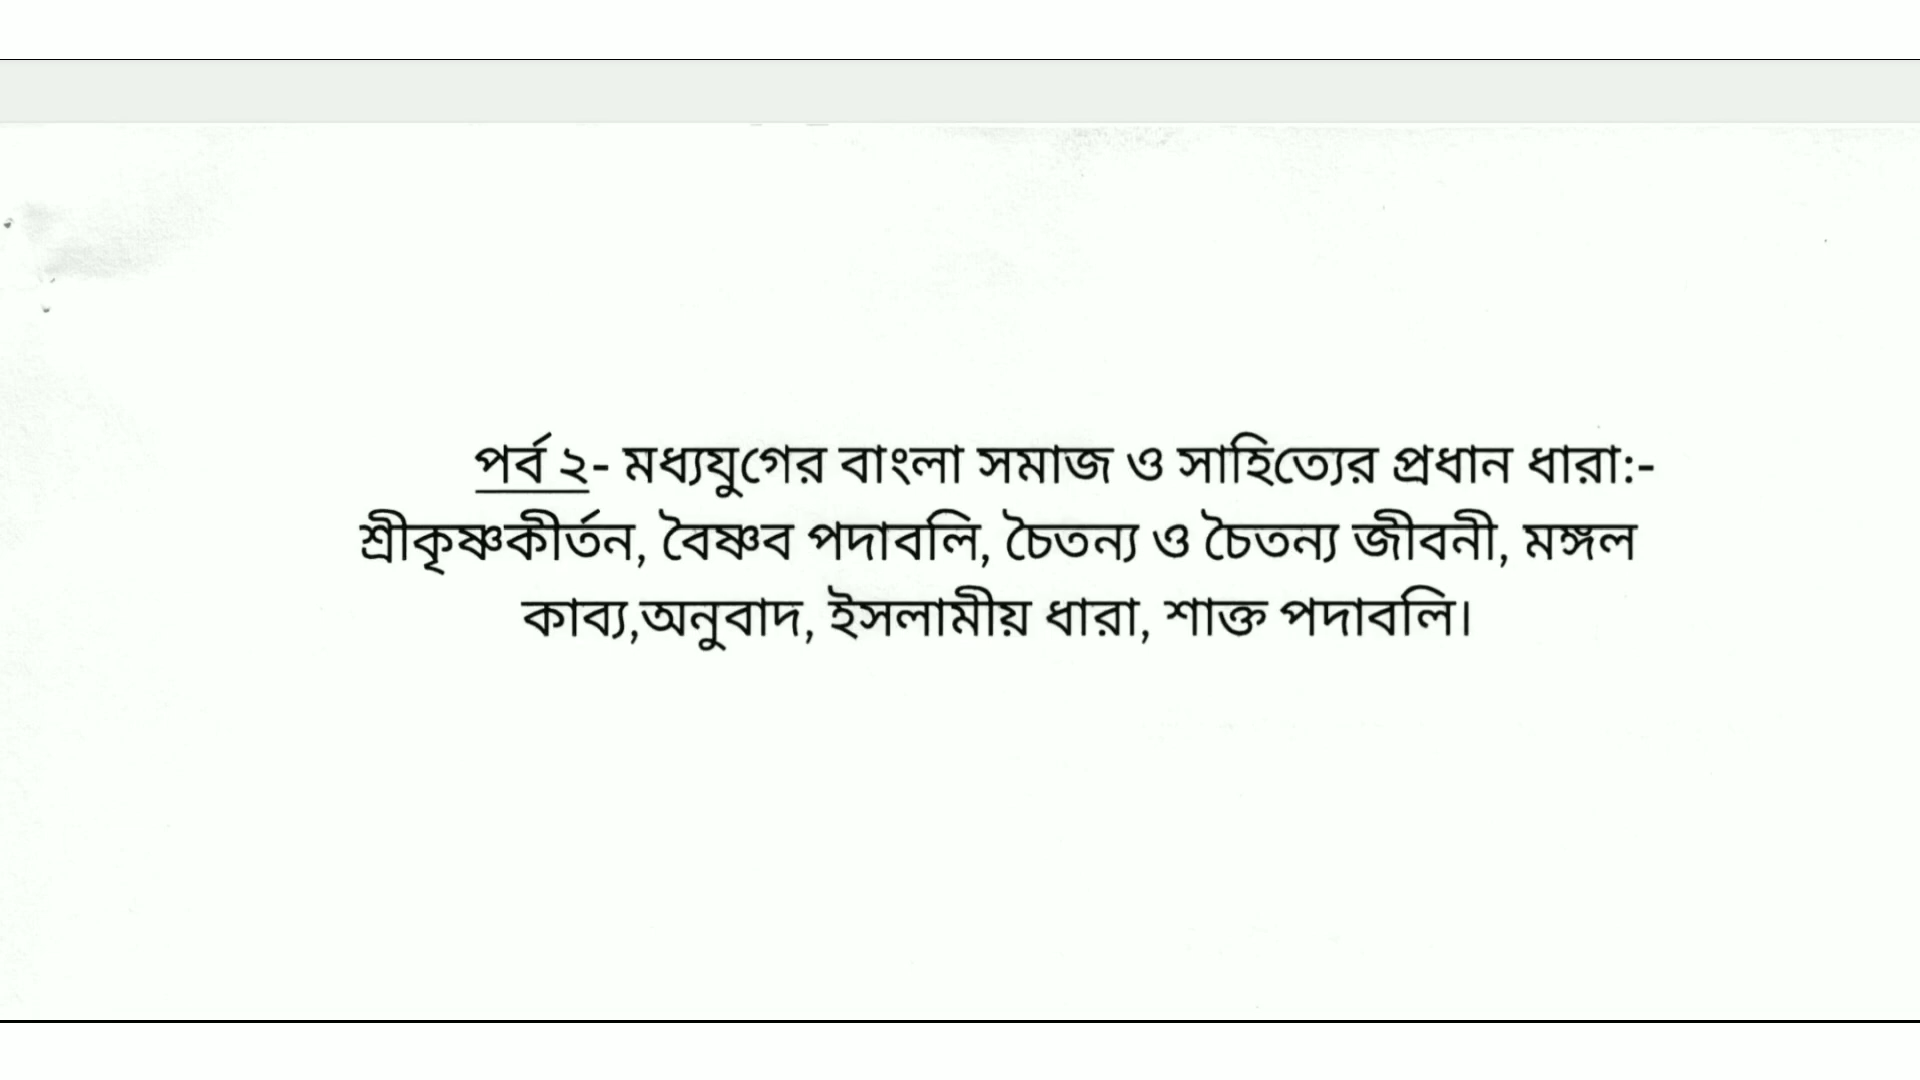 পর্ব ২- মধ্যযুগের বাংলা সমাজ ও সাহিত্যের প্রধান ধারা:-
শ্রীকৃষ্ণকীর্তন, বৈষ্ণব পদাবলি, চৈতন্য ও চৈতন্য জীবনী, মঙ্গল
কাব্য,অনুবাদ, ইসলামীয় ধারা, শাক্ত পদাবলি।